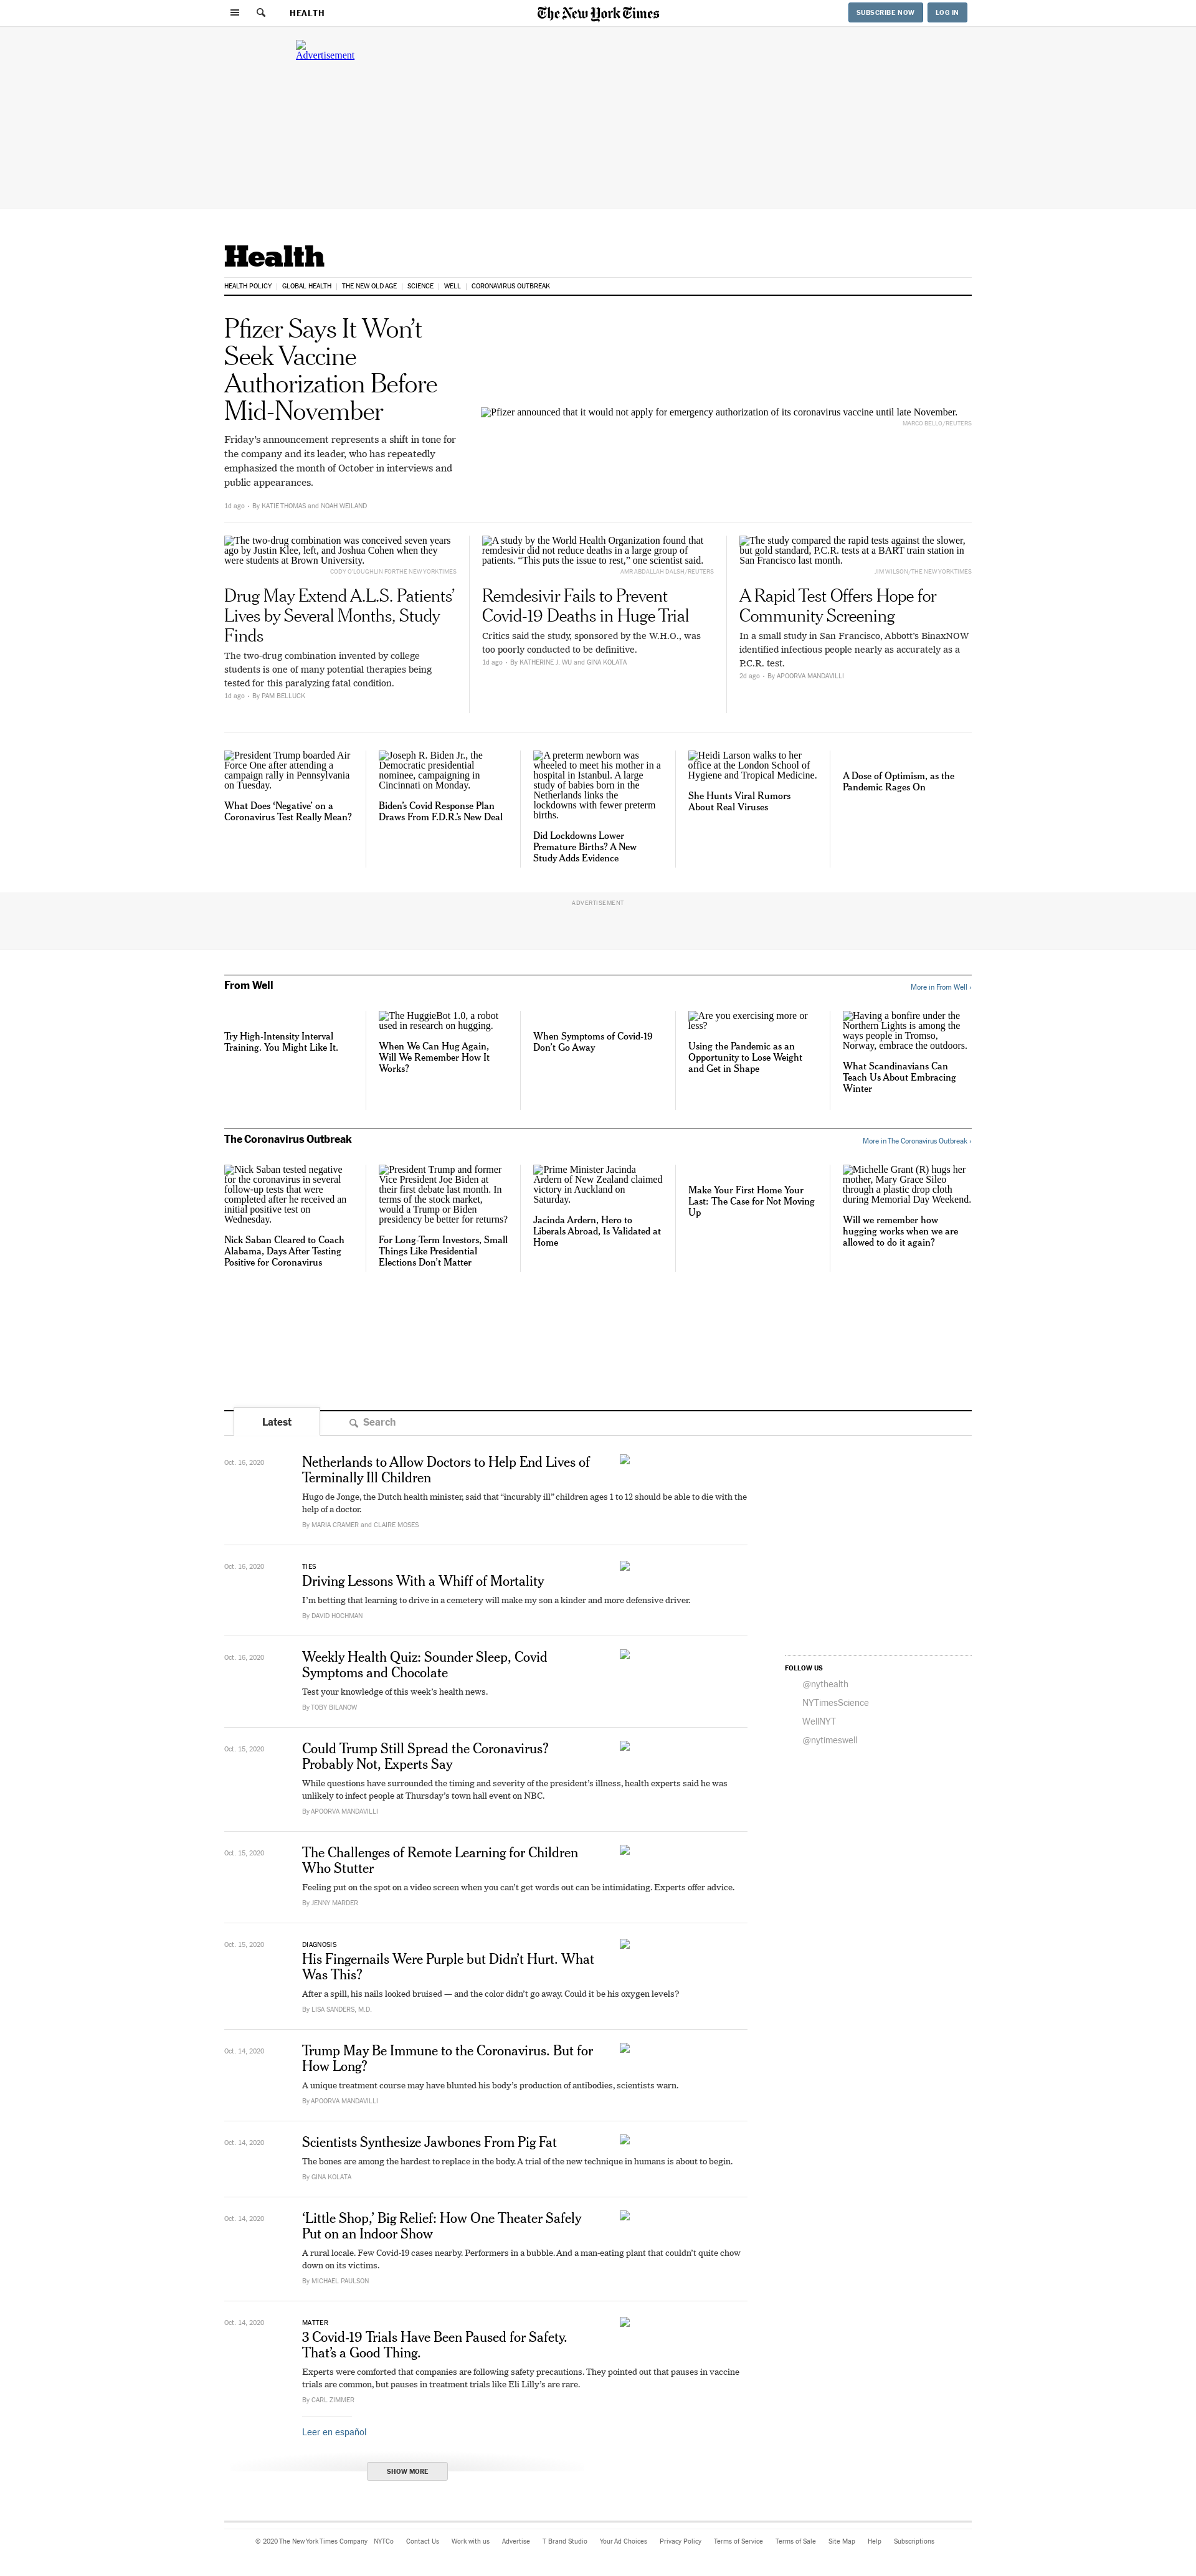 HEALTH
The New York Times
SUBSCRIBE NOW
LOG IN
Advertisement
Health
HEALTH POLICY
GLOBAL HEALTH
THE NEW OLD AGE
SCIENCE
WELL
CORONAVIRUS OUTBREAK
Pfizer Says It Won’t
Seek Vaccine
Authorization Before
Mid-November
Friday’s announcement represents a shift in tone for
the company and its leader, who has repeatedly
emphasized the month of October in interviews and
public appearances.
1d ago • By KATIE THOMAS and NOAH WEILAND
Pfizer announced that it would not apply for emergency authorization of its coronavirus vaccine until late November.
MARCO BELLO/REUTERS
The two-drug combination was conceived seven years
ago by Justin Klee, left, and Joshua Cohen when they
were students at Brown University.
CODY O’LOUGHLIN FOR THE NEW YORK TIMES
Drug May Extend A.L.S. Patients’
Lives by Several Months, Study
Finds
The two-drug combination invented by college
students is one of many potential therapies being
tested for this paralyzing fatal condition.
1d ago • By PAM BELLUCK
A study by the World Health Organization found that
remdesivir did not reduce deaths in a large group of
patients. “This puts the issue to rest,” one scientist said.
AMR ABDALLAH DALSH/REUTERS
Remdesivir Fails to Prevent
Covid-19 Deaths in Huge Trial
Critics said the study, sponsored by the W.H.O., was
too poorly conducted to be definitive.
1d ago • By KATHERINE J. WU and GINA KOLATA
The study compared the rapid tests against the slower,
but gold standard, P.C.R. tests at a BART train station in
San Francisco last month.
JIM WILSON/THE NEW YORK TIMES
A Rapid Test Offers Hope for
Community Screening
In a small study in San Francisco, Abbott’s BinaxNOW
identified infectious people nearly as accurately as a
P.C.R. test.
2d ago • By APOORVA MANDAVILLI
President Trump boarded Air
Force One after attending a
campaign rally in Pennsylvania
on Tuesday.
What Does ‘Negative’ on a
Coronavirus Test Really Mean?
Joseph R. Biden Jr., the
Democratic presidential
nominee, campaigning in
Cincinnati on Monday.
Biden’s Covid Response Plan
Draws From F.D.R.’s New Deal
A preterm newborn was
wheeled to meet his mother in a
hospital in Istanbul. A large
study of babies born in the
Netherlands links the
lockdowns with fewer preterm
births.
Did Lockdowns Lower
Premature Births? A New
Study Adds Evidence
Heidi Larson walks to her
office at the London School of
Hygiene and Tropical Medicine.
She Hunts Viral Rumors
About Real Viruses
A Dose of Optimism, as the
Pandemic Rages On
ADVERTISEMENT
From Well
More in From Well ›
Try High-Intensity Interval
Training. You Might Like It.
The HuggieBot 1.0, a robot
used in research on hugging.
When We Can Hug Again,
Will We Remember How It
Works?
When Symptoms of Covid-19
Don’t Go Away
Are you exercising more or
less?
Using the Pandemic as an
Opportunity to Lose Weight
and Get in Shape
Having a bonfire under the
Northern Lights is among the
ways people in Tromso,
Norway, embrace the outdoors.
What Scandinavians Can
Teach Us About Embracing
Winter
The Coronavirus Outbreak
More in The Coronavirus Outbreak ›
Nick Saban tested negative
for the coronavirus in several
follow-up tests that were
completed after he received an
initial positive test on
Wednesday.
Nick Saban Cleared to Coach
Alabama, Days After Testing
Positive for Coronavirus
President Trump and former
Vice President Joe Biden at
their first debate last month. In
terms of the stock market,
would a Trump or Biden
presidency be better for returns?
For Long-Term Investors, Small
Things Like Presidential
Elections Don’t Matter
Prime Minister Jacinda
Ardern of New Zealand claimed
victory in Auckland on
Saturday.
Jacinda Ardern, Hero to
Liberals Abroad, Is Validated at
Home
Make Your First Home Your
Last: The Case for Not Moving
Up
Michelle Grant (R) hugs her
mother, Mary Grace Sileo
through a plastic drop cloth
during Memorial Day Weekend.
Will we remember how
hugging works when we are
allowed to do it again?
Latest
Search
Oct. 16, 2020
Netherlands to Allow Doctors to Help End Lives of
Terminally Ill Children
Hugo de Jonge, the Dutch health minister, said that “incurably ill” children ages 1 to 12 should be able to die with the
help of a doctor.
By MARIA CRAMER and CLAIRE MOSES
Oct. 16, 2020
TIES
Driving Lessons With a Whiff of Mortality
I’m betting that learning to drive in a cemetery will make my son a kinder and more defensive driver.
By DAVID HOCHMAN
Oct. 16, 2020
Weekly Health Quiz: Sounder Sleep, Covid
Symptoms and Chocolate
Test your knowledge of this week’s health news.
By TOBY BILANOW
FOLLOW US
@nythealth
NYTimesScience
WellNYT
@nytimeswell
Oct. 15, 2020
Could Trump Still Spread the Coronavirus?
Probably Not, Experts Say
While questions have surrounded the timing and severity of the president’s illness, health experts said he was
unlikely to infect people at Thursday’s town hall event on NBC.
By APOORVA MANDAVILLI
Oct. 15, 2020
The Challenges of Remote Learning for Children
Who Stutter
Feeling put on the spot on a video screen when you can’t get words out can be intimidating. Experts offer advice.
By JENNY MARDER
Oct. 15, 2020
DIAGNOSIS
His Fingernails Were Purple but Didn’t Hurt. What
Was This?
After a spill, his nails looked bruised — and the color didn’t go away. Could it be his oxygen levels?
By LISA SANDERS, M.D.
Oct. 14, 2020
Trump May Be Immune to the Coronavirus. But for
How Long?
A unique treatment course may have blunted his body’s production of antibodies, scientists warn.
By APOORVA MANDAVILLI
Oct. 14, 2020
Scientists Synthesize Jawbones From Pig Fat
The bones are among the hardest to replace in the body. A trial of the new technique in humans is about to begin.
By GINA KOLATA
Oct. 14, 2020
‘Little Shop,’ Big Relief: How One Theater Safely
Put on an Indoor Show
A rural locale. Few Covid-19 cases nearby. Performers in a bubble. And a man-eating plant that couldn’t quite chow
down on its victims.
By MICHAEL PAULSON
Oct. 14, 2020
MATTER
3 Covid-19 Trials Have Been Paused for Safety.
That’s a Good Thing.
Experts were comforted that companies are following safety precautions. They pointed out that pauses in vaccine
trials are common, but pauses in treatment trials like Eli Lilly’s are rare.
By CARL ZIMMER
Leer en español
SHOW MORE
© 2020 The New York Times Company
NYTCo
Contact Us
Work with us
Advertise
T Brand Studio
Your Ad Choices
Privacy Policy
Terms of Service
Terms of Sale
Site Map
Help
Subscriptions